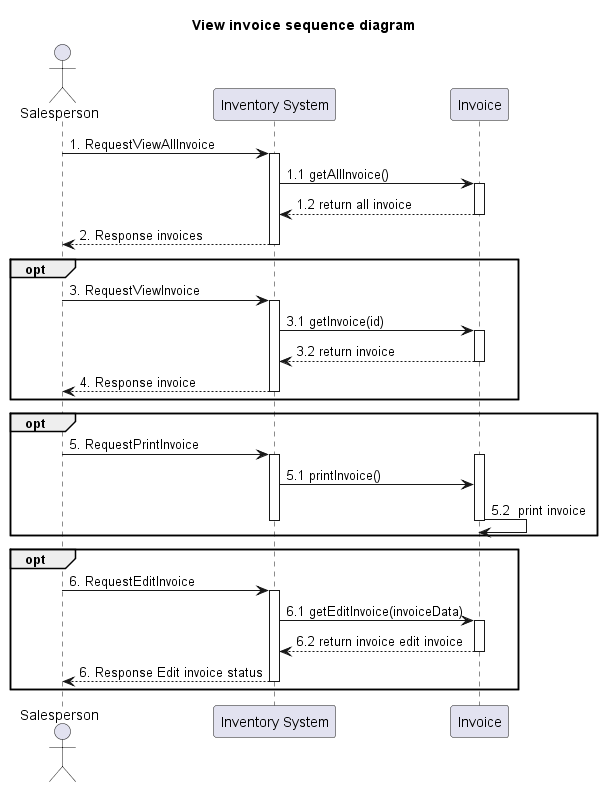 View invoice sequence diagram
Salesperson
Inventory System
Invoice
1. RequestViewAllInvoice
1.1 getAllInvoice()
1.2 return all invoice
2. Response invoices
opt
3. RequestViewInvoice
3.1 getInvoice(id)
3.2 return invoice
4. Response invoice
opt
5. RequestPrintInvoice
5.1 printInvoice()
5.2  print invoice
opt
6. RequestEditInvoice
6.1 getEditInvoice(invoiceData)
6.2 return invoice edit invoice
6. Response Edit invoice status
Salesperson
Inventory System
Invoice